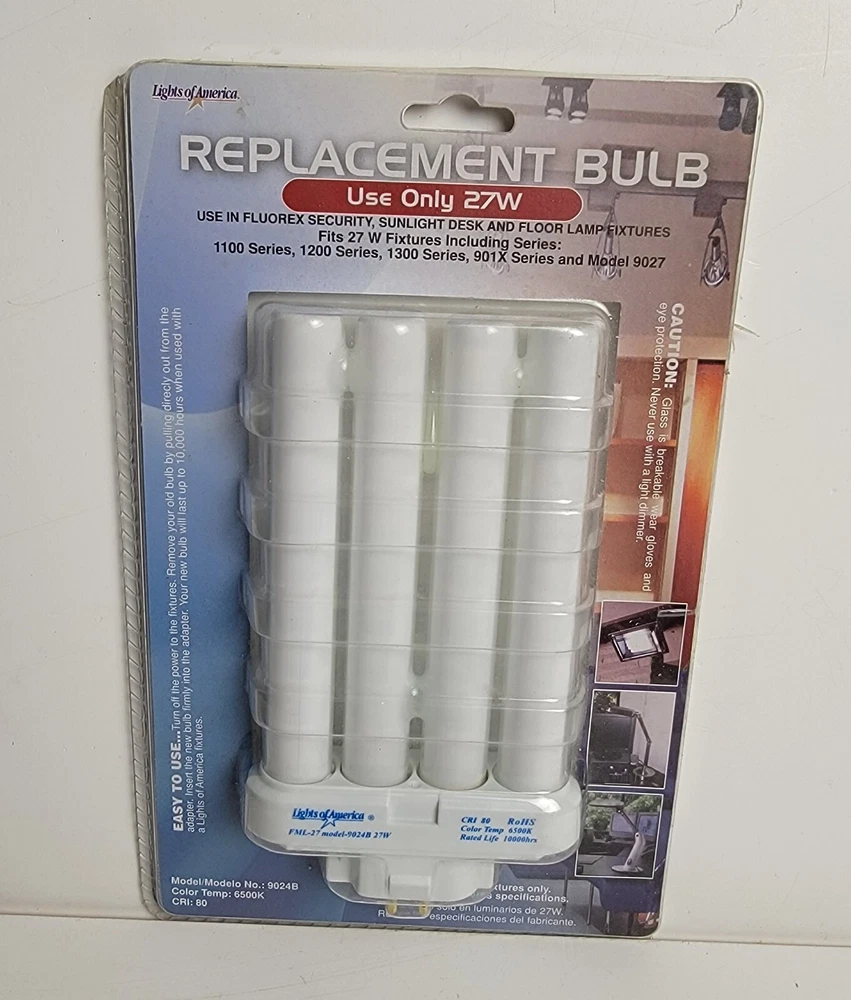 Lights of America.
REPLACEMENT BULB
Use Only 27W
USE IN FLUOREX SECURITY, SUNLIGHT DESK AND FLOOR LAMP FIXTURES
Fits 27 W Fixtures Including Series:
1100 Series, 1200 Series, 1300 Series, 901X Series and Model 9027
EASY TO USE...Turn off the power to the fixtures. Remove your old bulb by pulling direcly out from the
adapter. Insert the new bulb firmly into the adapter. Your new bulb will last up to 10,000 hours when used with
a Lights of America fixtures.
CAUTION: Glass is breakable wear gloves and
eye protection. Never use with a light dimmer.
Lights of America ®
FML-27 model-9024B 27W
CRI 80 RoHS
Color Temp 6500K
Rated Life 10000hrs
Model/Modelo No.: 9024B
Color Temp: 6500K
CRI: 80
only.
specifications.
en luminarios de 27W.
especificaciones del fabricante.